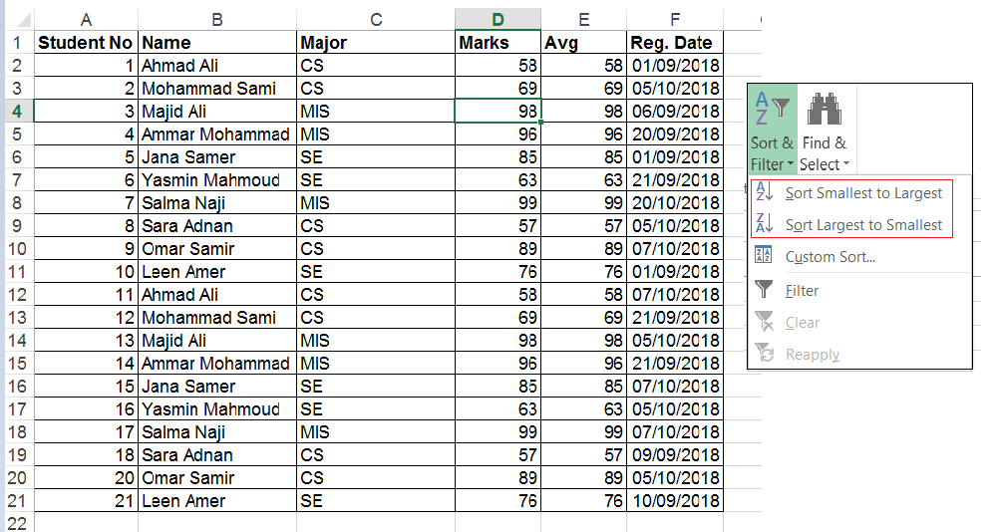 A B C D E F
1 Student No Name Major Marks Avg Reg. Date
2 1 Ahmad Ali CS 58 58 01/09/2018
3 2 Mohammad Sami CS 69 69 05/10/2018
4 3 Majid Ali MIS 98 98 06/09/2018
5 4 Ammar Mohammad MIS 96 96 20/09/2018
6 5 Jana Samer SE 85 85 01/09/2018
7 6 Yasmin Mahmoud SE 63 63 21/09/2018
8 7 Salma Naji MIS 99 99 20/10/2018
9 8 Sara Adnan CS 57 57 05/10/2018
10 9 Omar Samir CC 89 89 07/10/2018
11 10 Leen Amer SE 76 76 01/09/2018
12 11 Ahmad Ali CS 58 58 07/10/2018
13 12 Mohammad Sami CS 69 69 21/09/2018
14 13 Majid Ali MIS 98 98 05/10/2018
15 14 Ammar Mohammad MIS 96 96 21/09/2018
16 15 Jana Samer SE 85 85 07/10/2018
17 16 Yasmin Mahmoud SE 63 63 05/10/2018
18 17 Salma Naji MIS 99 99 07/10/2018
19 18 Sara Adnan CS 57 57 09/09/2018
20 20 Omar Samir CS 89 89 05/10/2018
21 21 Leen Amer SE 76 76 10/09/2018
22
Sort & Filter
Find & Select
Sort Smallest to Largest
Sort Largest to Smallest
Custom Sort...
Filter
Clear
Reapply